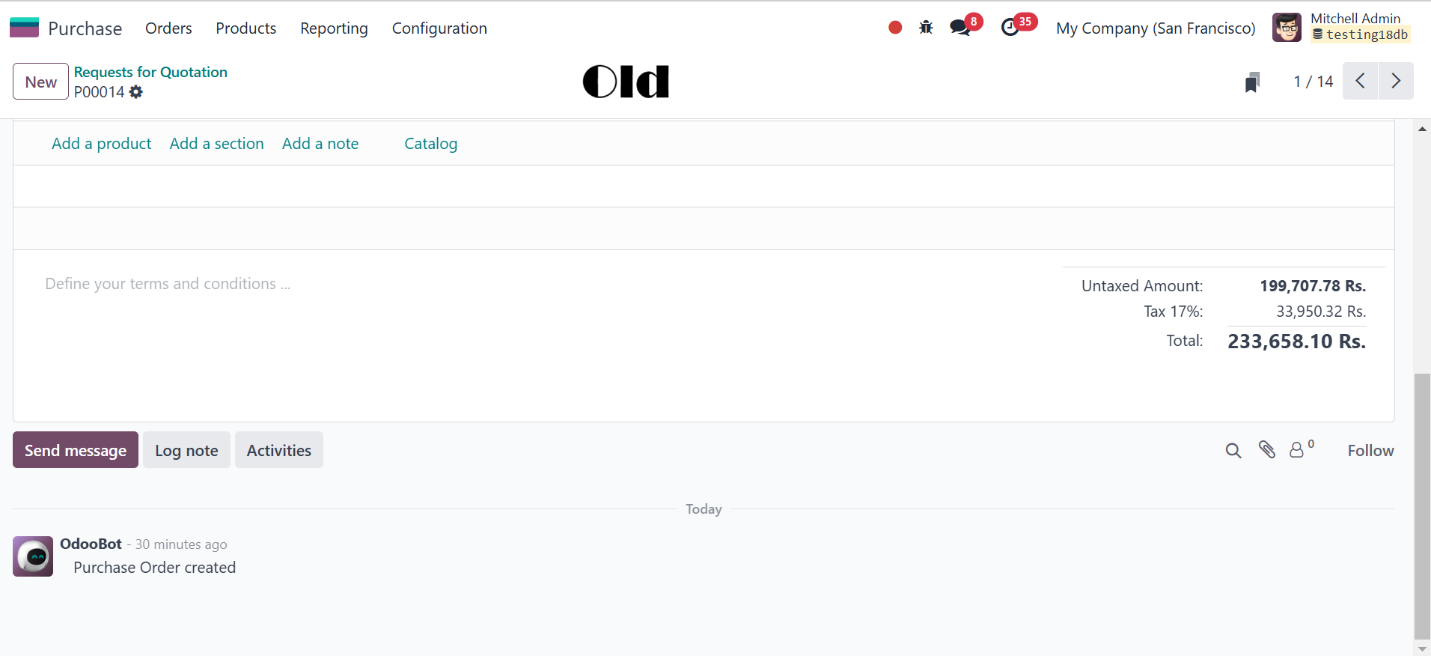 Purchase Orders Products Reporting Configuration 8 35 My Company (San Francisco) Mitchell Admin
testing18db
New Requests for Quotation
P00014
Old
1 / 14
Add a product Add a section Add a note Catalog
Define your terms and conditions ...
Untaxed Amount: 199,707.78 Rs.
Tax 17%: 33,950.32 Rs.
Total: 233,658.10 Rs.
Send message Log note Activities 0 Follow
Today
OdooBot - 30 minutes ago
Purchase Order created